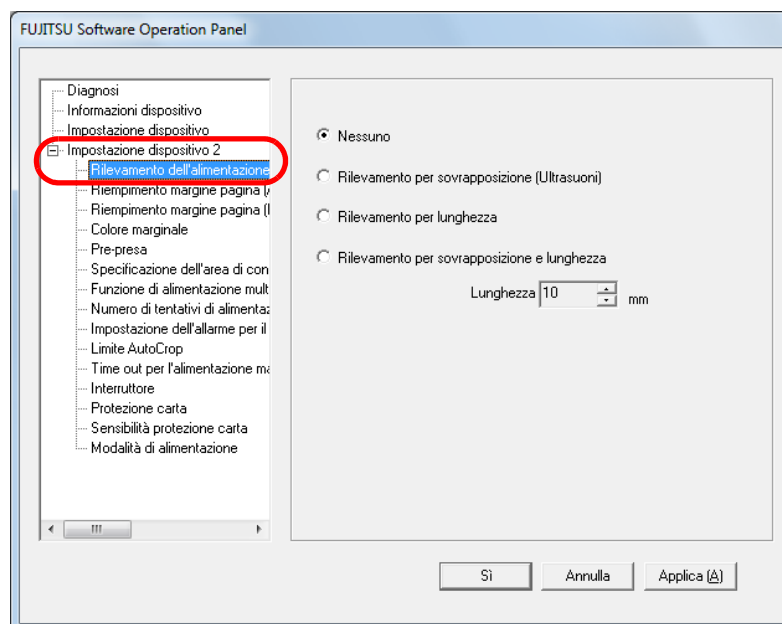 FUJITSU Software Operation Panel
Diagnosi
Informazioni dispositivo
Impostazione dispositivo
Impostazione dispositivo 2
Rilevamento dell'alimentazione
Riempimento margine pagina (
Riempimento margine pagina (
Colore marginale
Pre-presa
Specificazione dell'area di con
Funzione di alimentazione mult
Numero di tentativi di alimentaz
Impostazione dell'allarme per il
Limite AutoCrop
Time out per l'alimentazione ma
Interruttore
Protezione carta
Sensibilità protezione carta
Modalità di alimentazione
Nessuno
Rilevamento per sovrapposizione (Ultrasuoni)
Rilevamento per lunghezza
Rilevamento per sovrapposizione e lunghezza
Lunghezza 10 mm
Sì Annulla Applica (A)